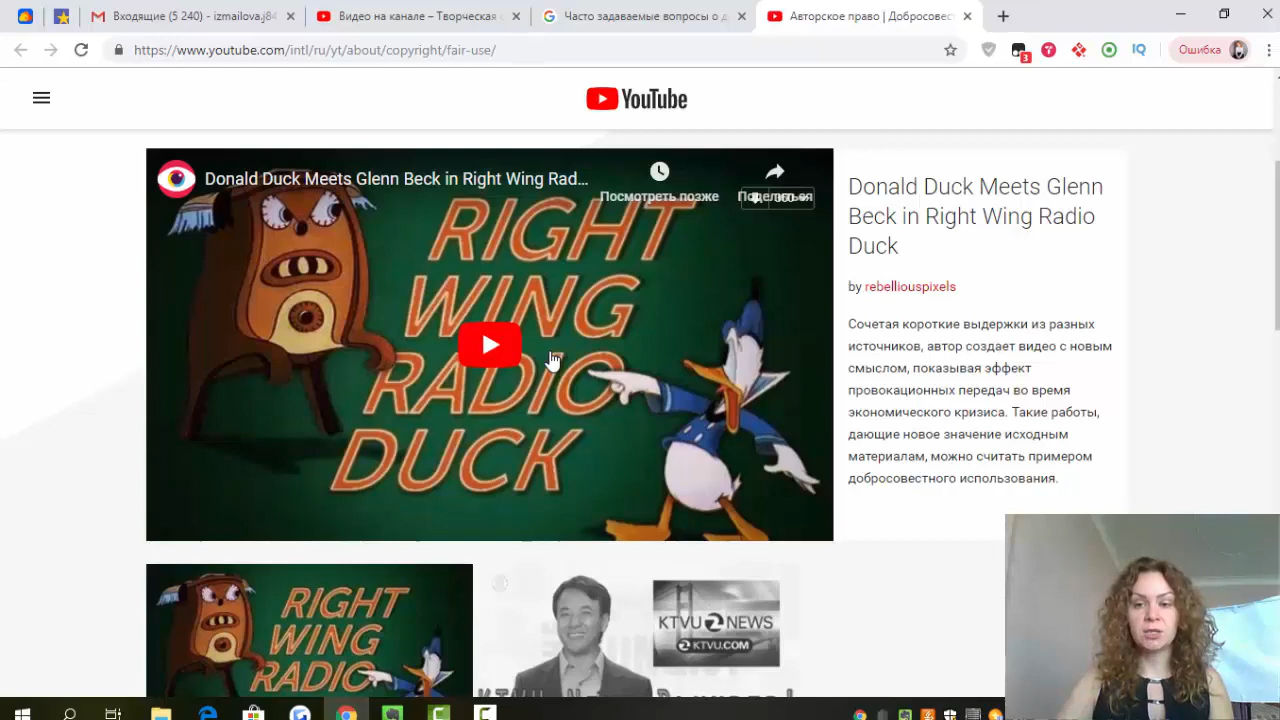 Входящие (5 240) - izmailova.j84
Видео на канале – Творческая
Часто задаваемые вопросы о д
Авторское право | Добросовест
https://www.youtube.com/intl/ru/yt/about/copyright/fair-use/
3
IQ
Ошибка
YouTube
Donald Duck Meets Glenn Beck in Right Wing Rad...
Посмотреть позже
Поделиться
RIGHT
WING
RADIO
DUCK
Donald Duck Meets Glenn
Beck in Right Wing Radio
Duck
by rebelliouspixels
Сочетая короткие выдержки из разных
источников, автор создает видео с новым
смыслом, показывая эффект
провокационных передач во время
экономического кризиса. Такие работы,
дающие новое значение исходным
материалам, можно считать примером
добросовестного использования.
RIGHT
WING
RADIO
KTVU 2 NEWS
KTVU.COM